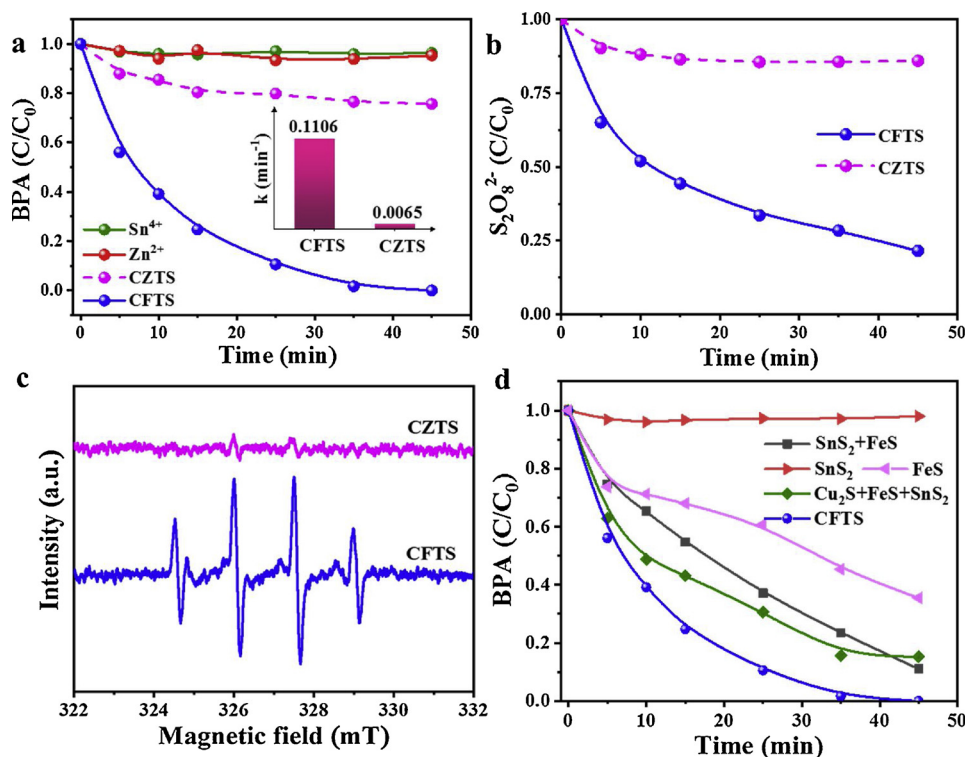 a
BPA (C/C₀)
1.0
0.8
0.6
0.4
0.2
0.0
k (min⁻¹)
0.1106
0.0065
CFTS
CZTS
Sn⁴⁺
Zn²⁺
CZTS
CFTS
0
10
20
30
40
50
Time (min)
b
S₂O₈²⁻ (C/C₀)
1.00
0.75
0.50
0.25
0.00
CFTS
CZTS
0
5
10
15
20
25
30
35
40
45
50
Time (min)
c
Intensity (a.u.)
CZTS
CFTS
322
324
326
328
330
332
Magnetic field (mT)
d
BPA (C/C₀)
1.0
0.8
0.6
0.4
0.2
0.0
SnS₂+FeS
SnS₂ FeS
Cu₂S+FeS+SnS₂
CFTS
0
10
20
30
40
50
Time (min)